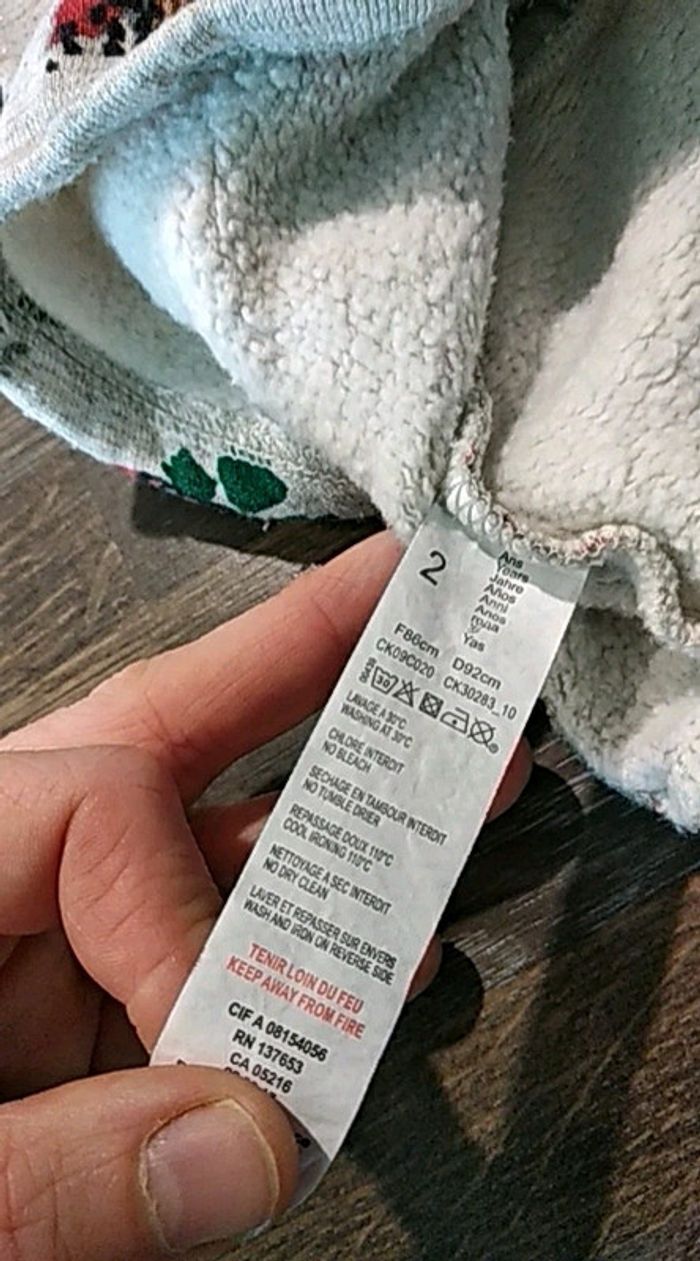 2
Ans
Years
Jahre
Años
Anni
Anos
Yas
F86cm D92cm
CK09C020 CK30283_10
30
LAVAGE A 30°C
WASHING AT 30°C
CHLORE INTERDIT
NO BLEACH
SECHAGE EN TAMBOUR INTERDIT
NO TUMBLE DRIER
REPASSAGE DOUX 110°C
COOL IRONING 110°C
NETTOYAGE A SEC INTERDIT
NO DRY CLEAN
LAVER ET REPASSER SUR ENVERS
WASH AND IRON ON REVERSE SIDE
TENIR LOIN DU FEU
KEEP AWAY FROM FIRE
CIF A 08154056
RN 137653
CA 05216